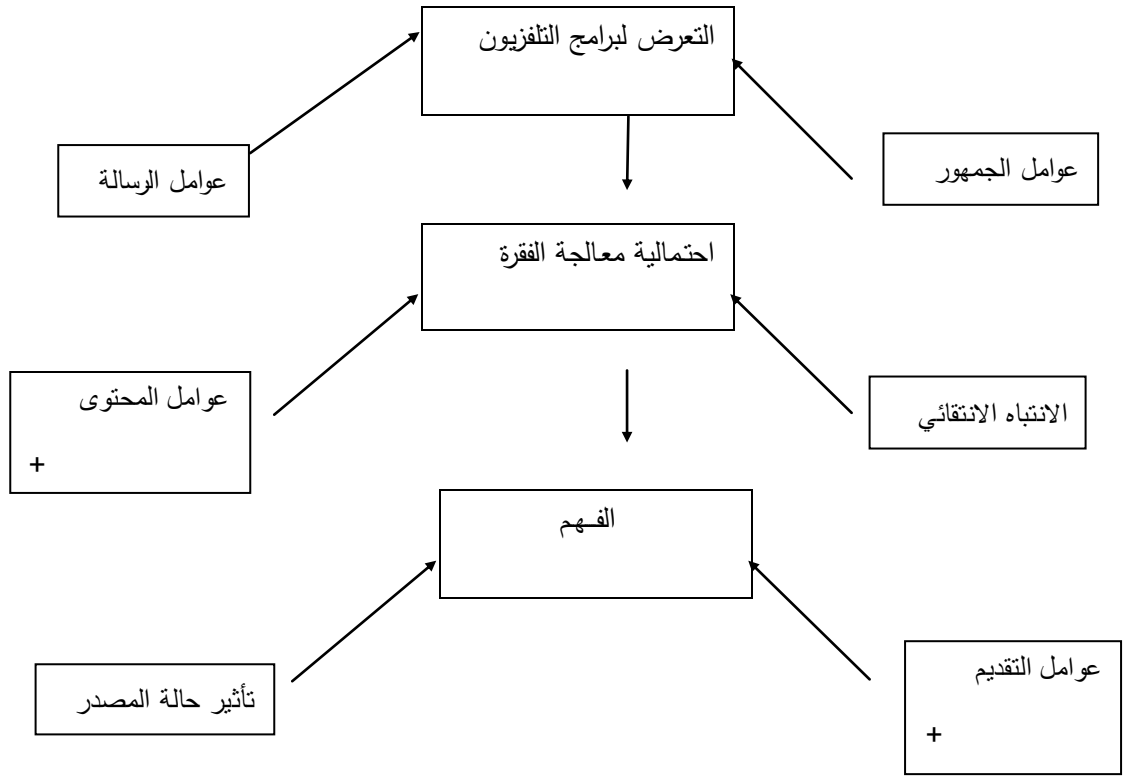 التعرض لبرامج التلفزيون
عوامل الجمهور
عوامل الرسالة
احتمالية معالجة الفقرة
الانتباه الانتقائي
عوامل المحتوى
+
الفــهم
عوامل التقديم
+
تأثير حالة المصدر